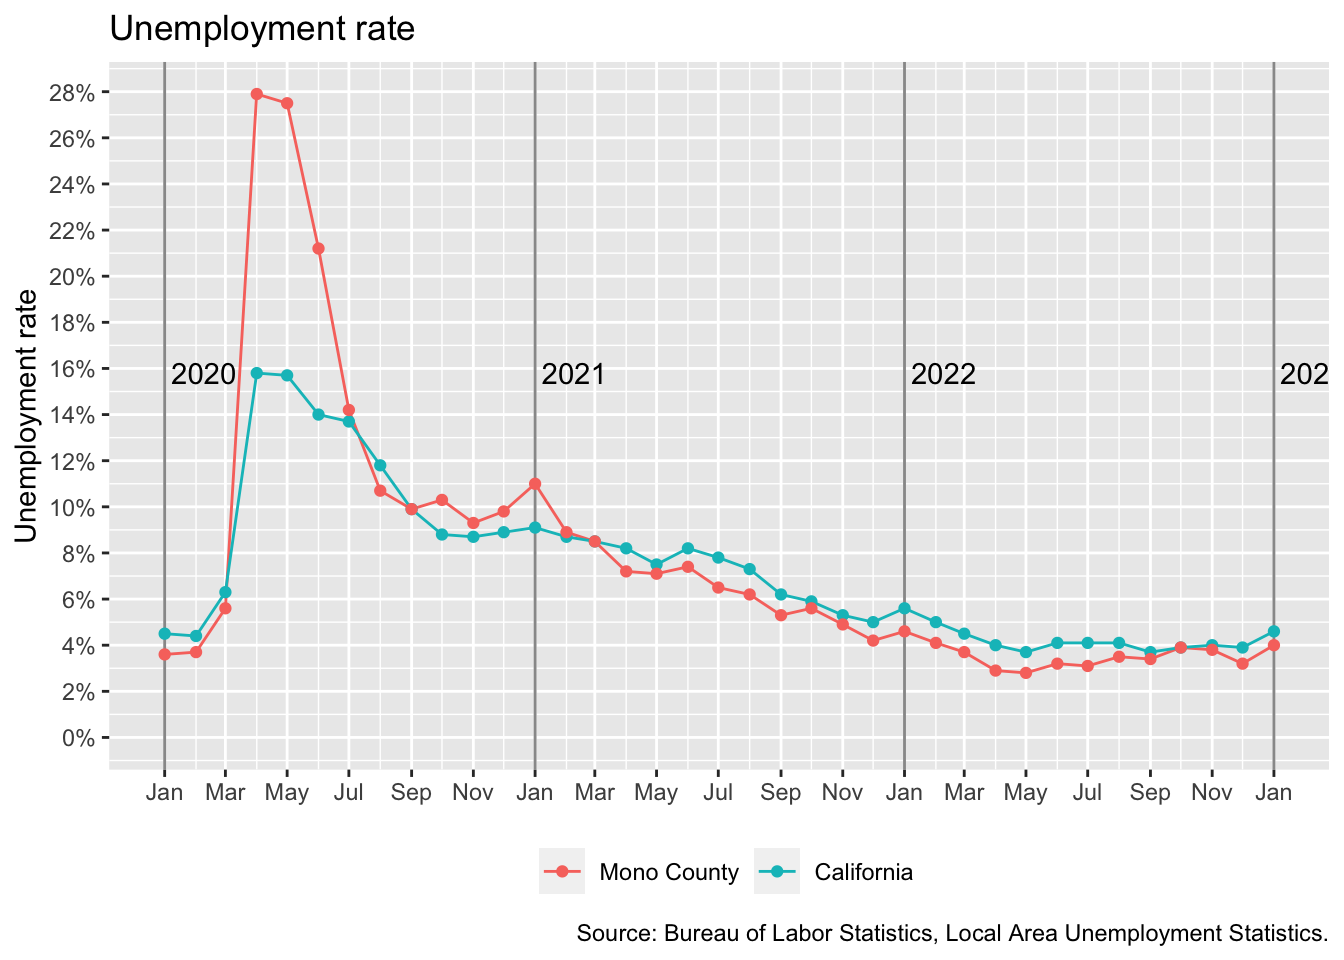 Unemployment rate
Unemployment rate
28%
26%
24%
22%
20%
18%
16%
14%
12%
10%
8%
6%
4%
2%
0%
2020 2021 2022 202
Jan Mar May Jul Sep Nov Jan Mar May Jul Sep Nov Jan Mar May Jul Sep Nov Jan
Mono County California
Source: Bureau of Labor Statistics, Local Area Unemployment Statistics.